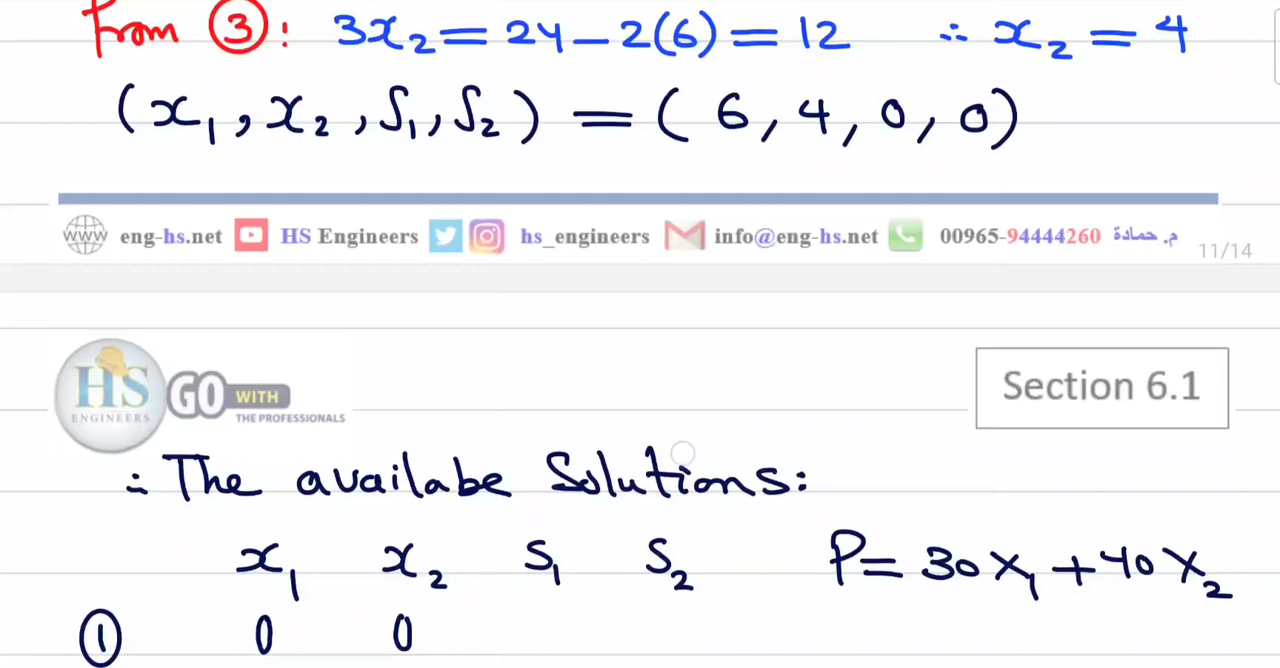 From ③: 3x₂ = 24 − 2(6) = 12 ∴ x₂ = 4
(x₁, x₂, S₁, S₂) = (6, 4, 0, 0)
www eng-hs.net HS Engineers hs_engineers info@eng-hs.net 00965-94444260 م. حمادة
11/14
HS ENGINEERS GO WITH THE PROFESSIONALS
Section 6.1
∴ The availabe Solutions:
x₁ x₂ S₁ S₂ P = 30x₁ + 40x₂
① 0 0